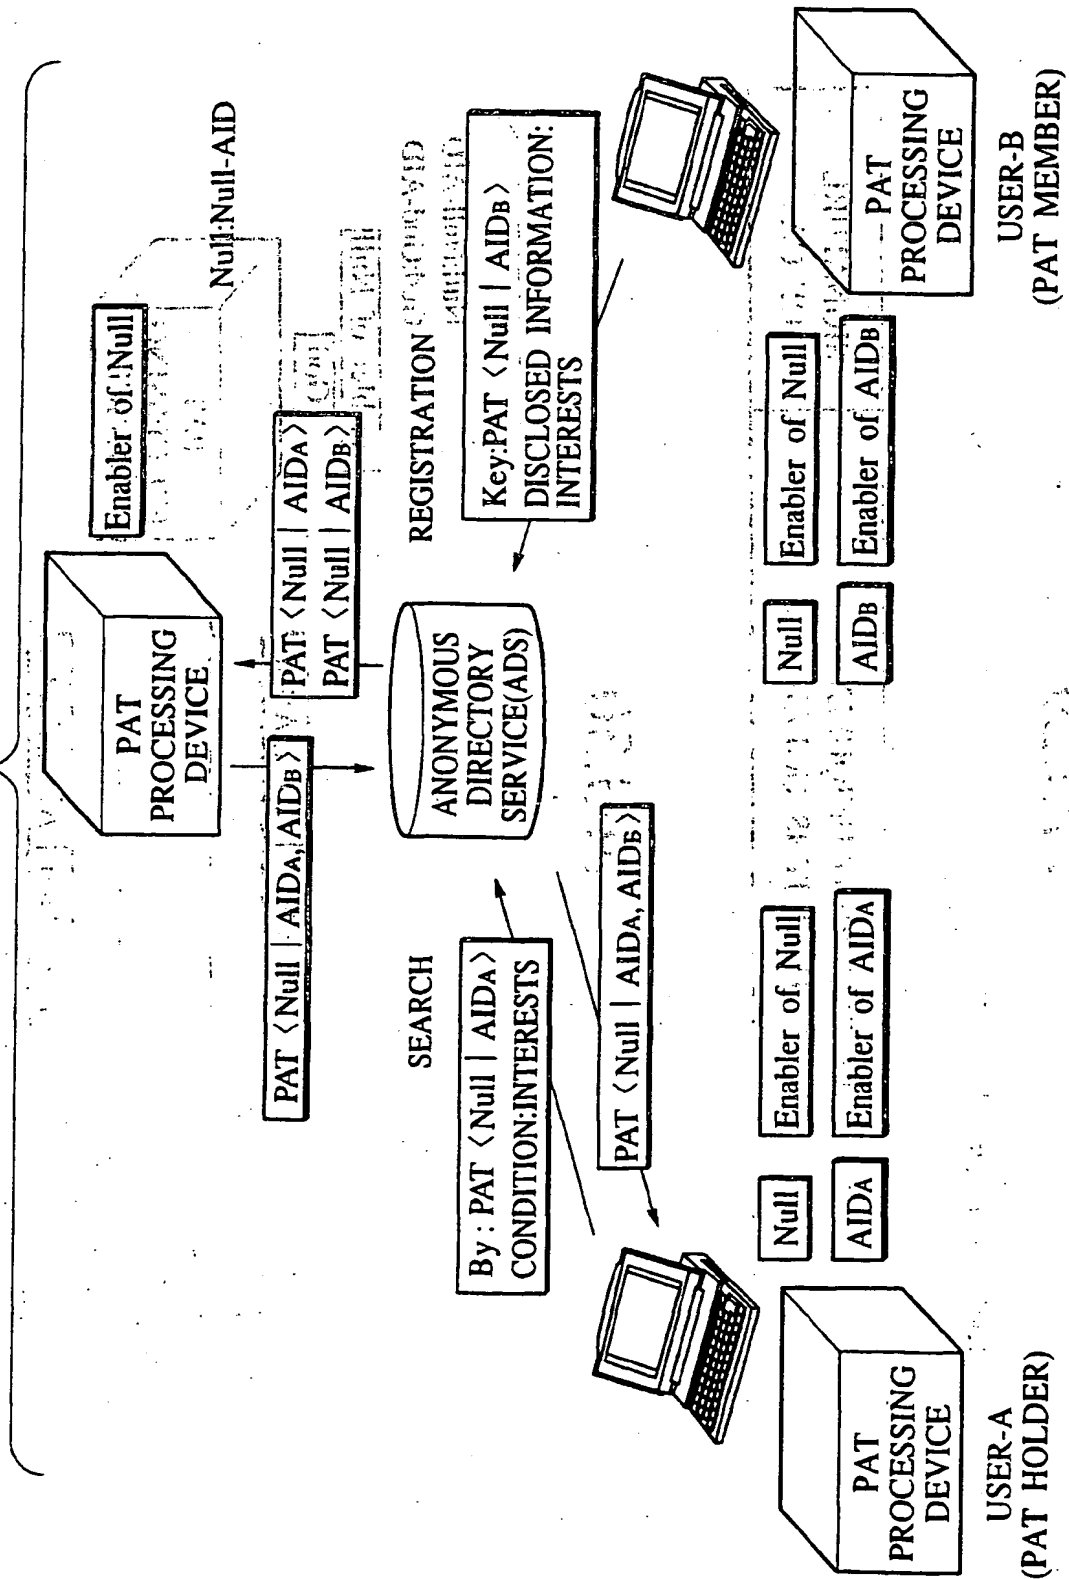 PAT
PROCESSING
DEVICE
Enabler of Null
Null:Null-AID
PAT <Null | AIDA, AIDB>
PAT <Null | AIDA>
PAT <Null | AIDB>
ANONYMOUS
DIRECTORY
SERVICE(ADS)
SEARCH
By : PAT <Null | AIDA>
CONDITION:INTERESTS
PAT <Null | AIDA, AIDB>
REGISTRATION
Key:PAT <Null | AIDB>
DISCLOSED INFORMATION:
INTERESTS
PAT
PROCESSING
DEVICE
Null
Enabler of Null
AIDA
Enabler of AIDA
USER-A
(PAT HOLDER)
Null
Enabler of Null
AIDB
Enabler of AIDB
PAT
PROCESSING
DEVICE
USER-B
(PAT MEMBER)